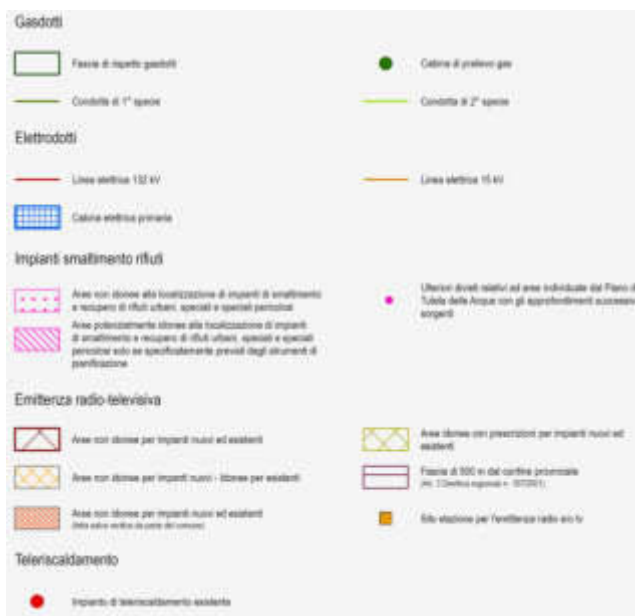 Gasdotti
Fascia di rispetto gasdotti
Cabina di prelievo gas
Condotta di 1° specie
Condotta di 2° specie
Elettrodotti
Linea elettrica 132 kV
Linea elettrica 15 kV
Cabina elettrica primaria
Impianti smaltimento rifiuti
Aree non idonee alla localizzazione di impianti di smaltimento
e recupero di rifiuti urbani, speciali e speciali pericolosi
Ulteriori divieti relativi ad aree individuate dal Piano di
Tutela delle Acque con gli approfondimenti successivi
sorgenti
Aree potenzialmente idonee alla localizzazione di impianti
di smaltimento e recupero di rifiuti urbani, speciali e speciali
pericolosi solo se specificatamente previsti dagli strumenti di
pianificazione
Emittenza radio-televisiva
Aree non idonee per impianti nuovi ed esistenti
Aree idonee con prescrizioni per impianti nuovi ed
esistenti
Aree non idonee per impianti nuovi - idonee per esistenti
Fascia di 500 m dal confine provinciale
Aree non idonee per impianti nuovi ed esistenti
(fatta salva verifica da parte del comune)
Sito stazione per l'emittenza radio e/o tv
Teleriscaldamento
Impianto di teleriscaldamento esistente